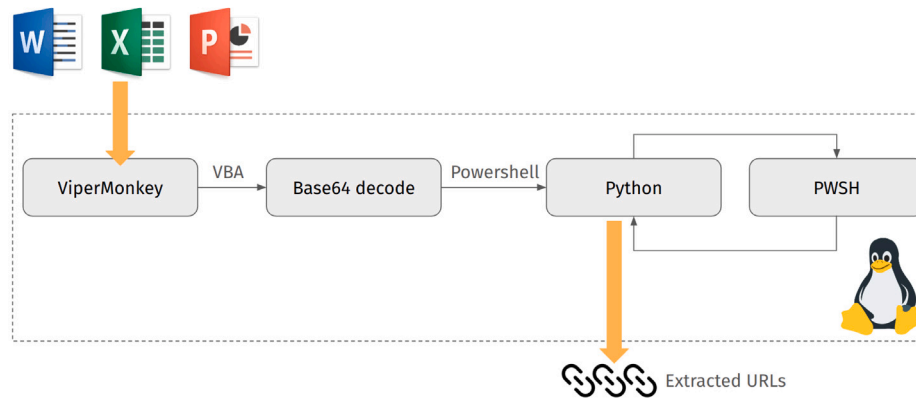 W
X
P
ViperMonkey
VBA
Base64 decode
Powershell
Python
PWSH
Extracted URLs